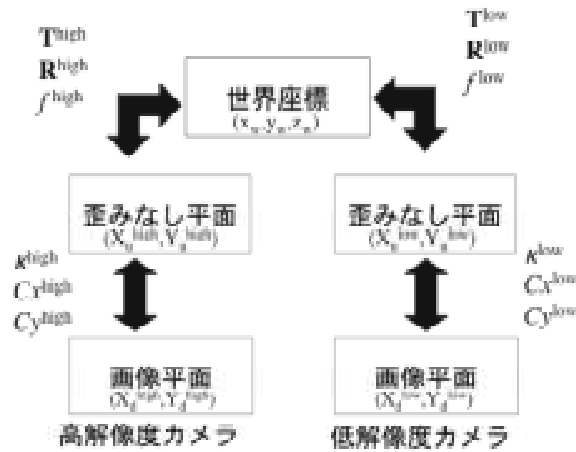 T^high
R^high
f^high
T^low
R^low
f^low
世界座標
(x_w,y_w,z_w)
歪みなし平面
(X_u^high,Y_u^high)
歪みなし平面
(X_u^low,Y_u^low)
κ^high
Cx^high
Cy^high
κ^low
Cx^low
Cy^low
画像平面
(X_d^high,Y_d^high)
画像平面
(X_d^low,Y_d^low)
高解像度カメラ
低解像度カメラ